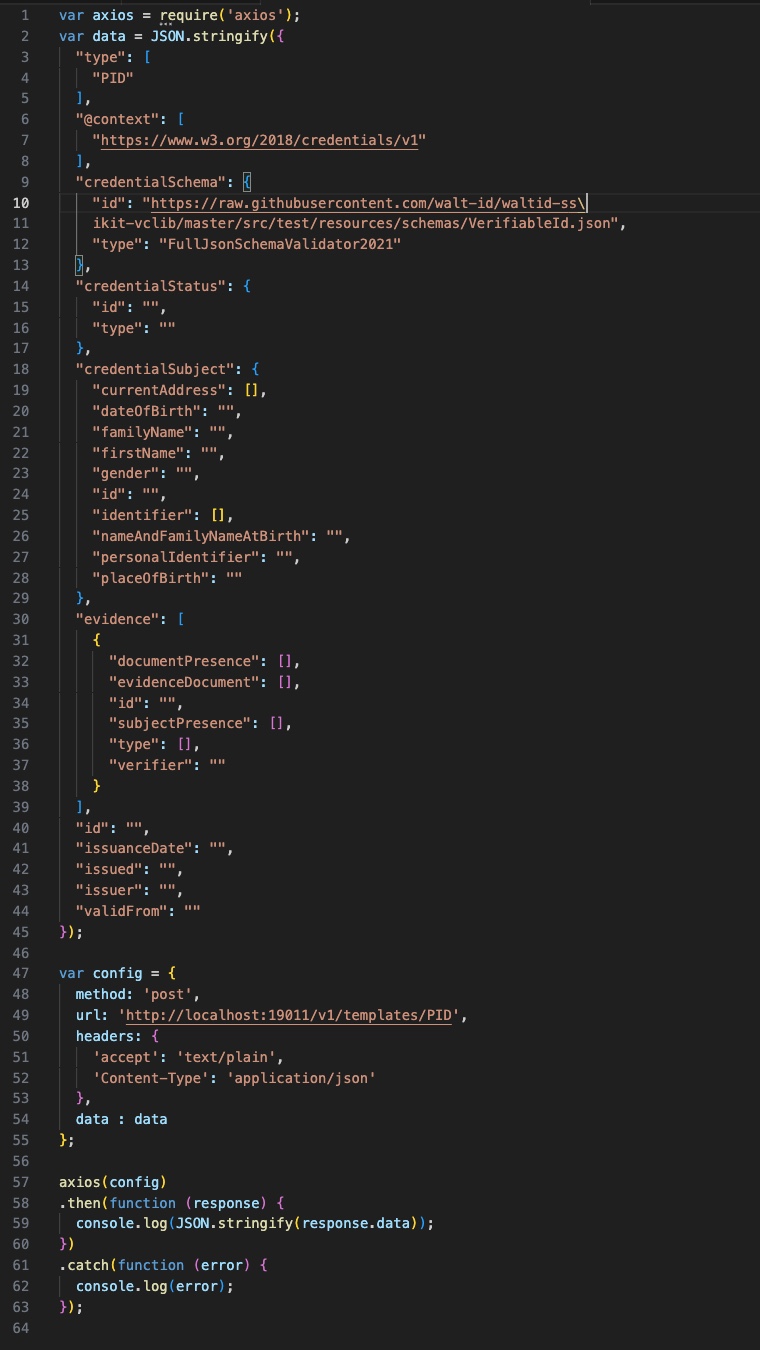 1 var axios = require('axios');
2 var data = JSON.stringify({
3 "type": [
4 "PID"
5 ],
6 "@context": [
7 "https://www.w3.org/2018/credentials/v1"
8 ],
9 "credentialSchema": {
10 "id": "https://raw.githubusercontent.com/walt-id/waltid-ss\
11 ikit-vclib/master/src/test/resources/schemas/VerifiableId.json",
12 "type": "FullJsonSchemaValidator2021"
13 },
14 "credentialStatus": {
15 "id": "",
16 "type": ""
17 },
18 "credentialSubject": {
19 "currentAddress": [],
20 "dateOfBirth": "",
21 "familyName": "",
22 "firstName": "",
23 "gender": "",
24 "id": "",
25 "identifier": [],
26 "nameAndFamilyNameAtBirth": "",
27 "personalIdentifier": "",
28 "placeOfBirth": ""
29 },
30 "evidence": [
31 {
32 "documentPresence": [],
33 "evidenceDocument": [],
34 "id": "",
35 "subjectPresence": [],
36 "type": [],
37 "verifier": ""
38 }
39 ],
40 "id": "",
41 "issuanceDate": "",
42 "issued": "",
43 "issuer": "",
44 "validFrom": ""
45 });
46
47 var config = {
48 method: 'post',
49 url: 'http://localhost:19011/v1/templates/PID',
50 headers: {
51 'accept': 'text/plain',
52 'Content-Type': 'application/json'
53 },
54 data : data
55 };
56
57 axios(config)
58 .then(function (response) {
59 console.log(JSON.stringify(response.data));
60 })
61 .catch(function (error) {
62 console.log(error);
63 });
64